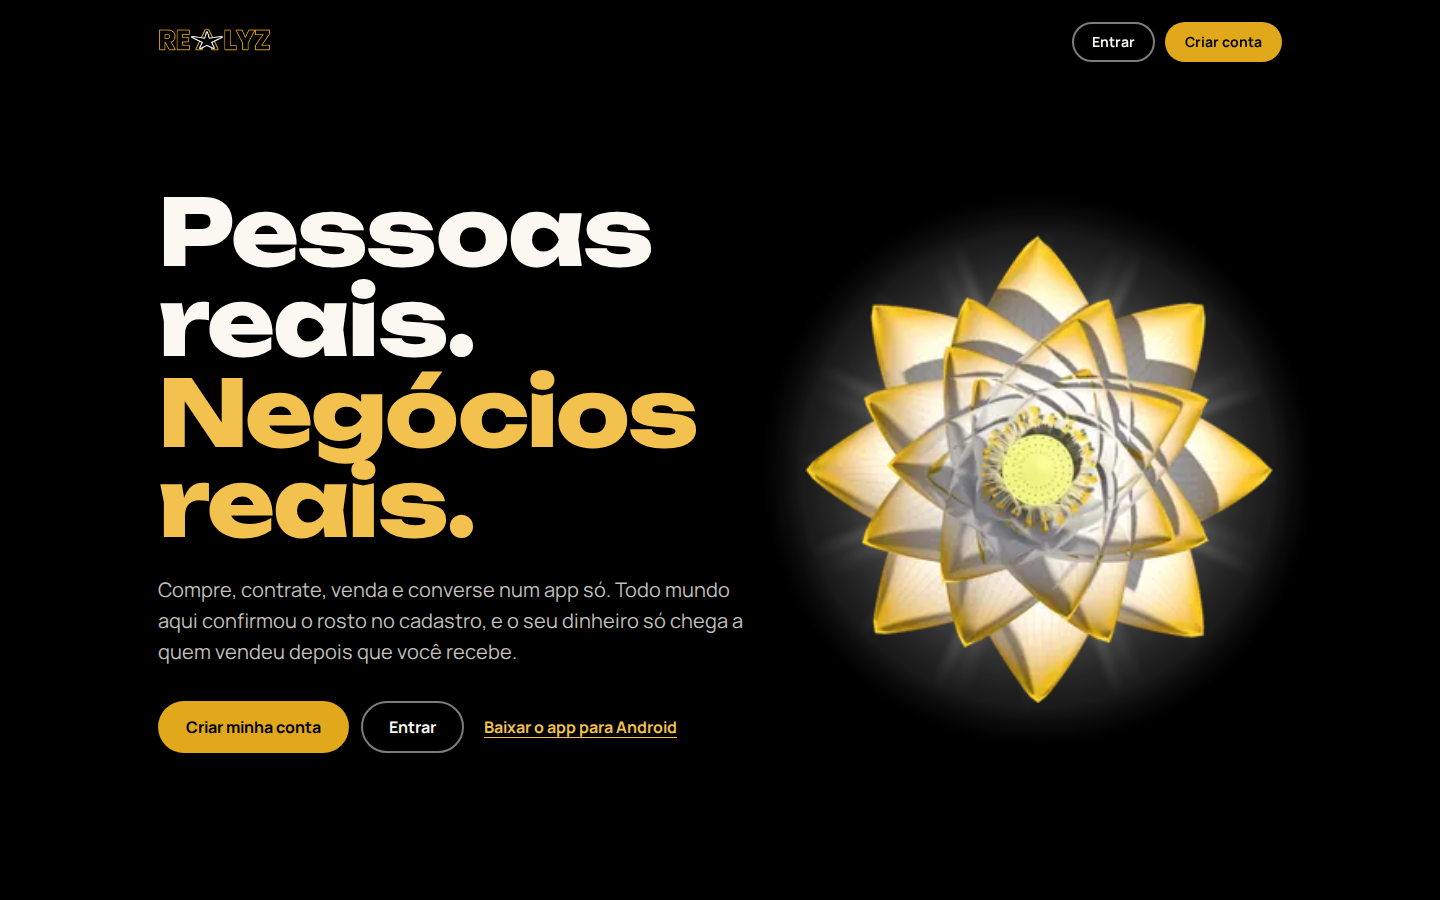 RE★LYZ
Entrar
Criar conta
Pessoas
reais.
Negócios
reais.
Compre, contrate, venda e converse num app só. Todo mundo
aqui confirmou o rosto no cadastro, e o seu dinheiro só chega a
quem vendeu depois que você recebe.
Criar minha conta
Entrar
Baixar o app para Android